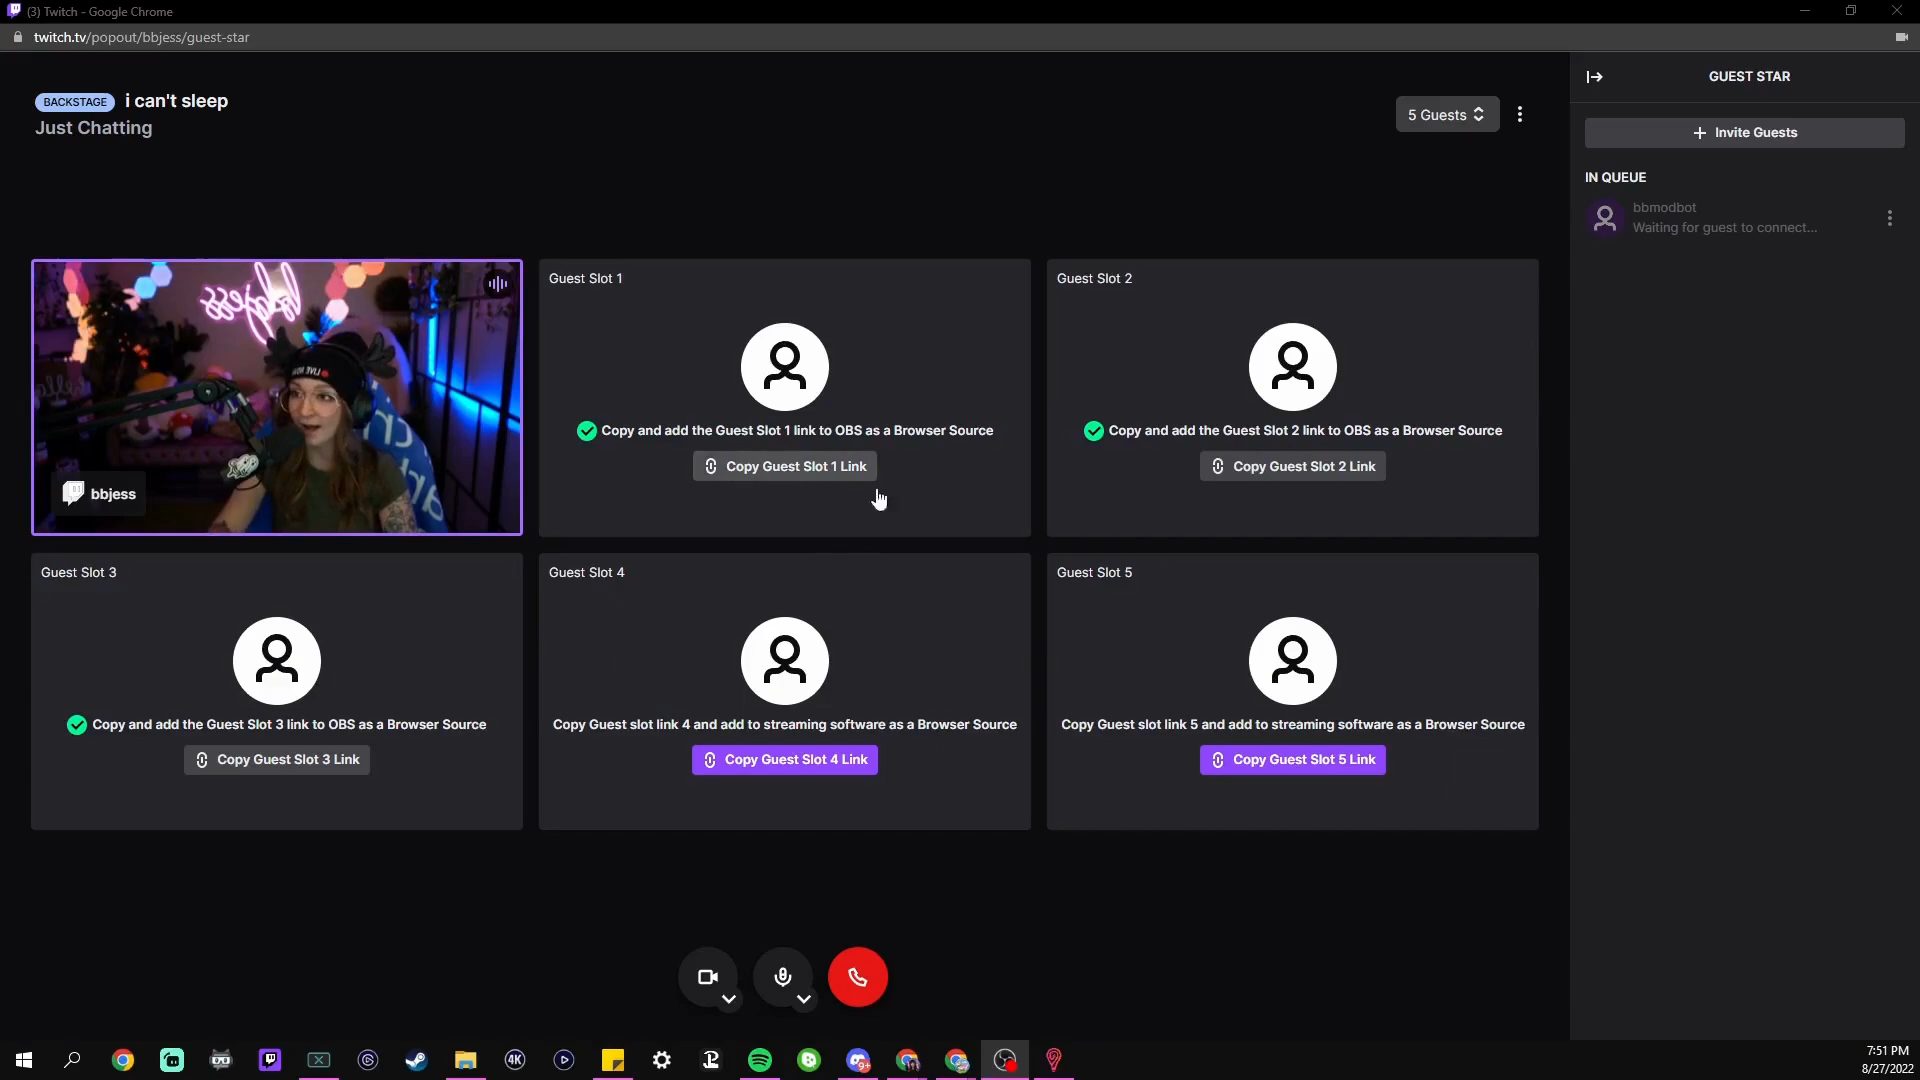 (3) Twitch - Google Chrome
twitch.tv/popout/bbjess/guest-star
BACKSTAGE i can't sleep
Just Chatting
5 Guests
GUEST STAR
Invite Guests
IN QUEUE
bbmodbot
Waiting for guest to connect...
bbjess
bbjess
Guest Slot 1
Copy and add the Guest Slot 1 link to OBS as a Browser Source
Copy Guest Slot 1 Link
Guest Slot 2
Copy and add the Guest Slot 2 link to OBS as a Browser Source
Copy Guest Slot 2 Link
Guest Slot 3
Copy and add the Guest Slot 3 link to OBS as a Browser Source
Copy Guest Slot 3 Link
Guest Slot 4
Copy Guest slot link 4 and add to streaming software as a Browser Source
Copy Guest Slot 4 Link
Guest Slot 5
Copy Guest slot link 5 and add to streaming software as a Browser Source
Copy Guest Slot 5 Link
4K
9+
7:51 PM
8/27/2022